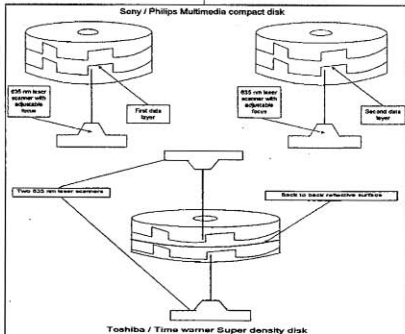 Sony / Philips Multimedia compact disk
635 nm laser
scanner with
adjustable
focus
First data
layer
635 nm laser
scanner with
adjustable
focus
Second data
layer
Two 635 nm laser scanners
Back to back reflective surface
Toshiba / Time warner Super density disk